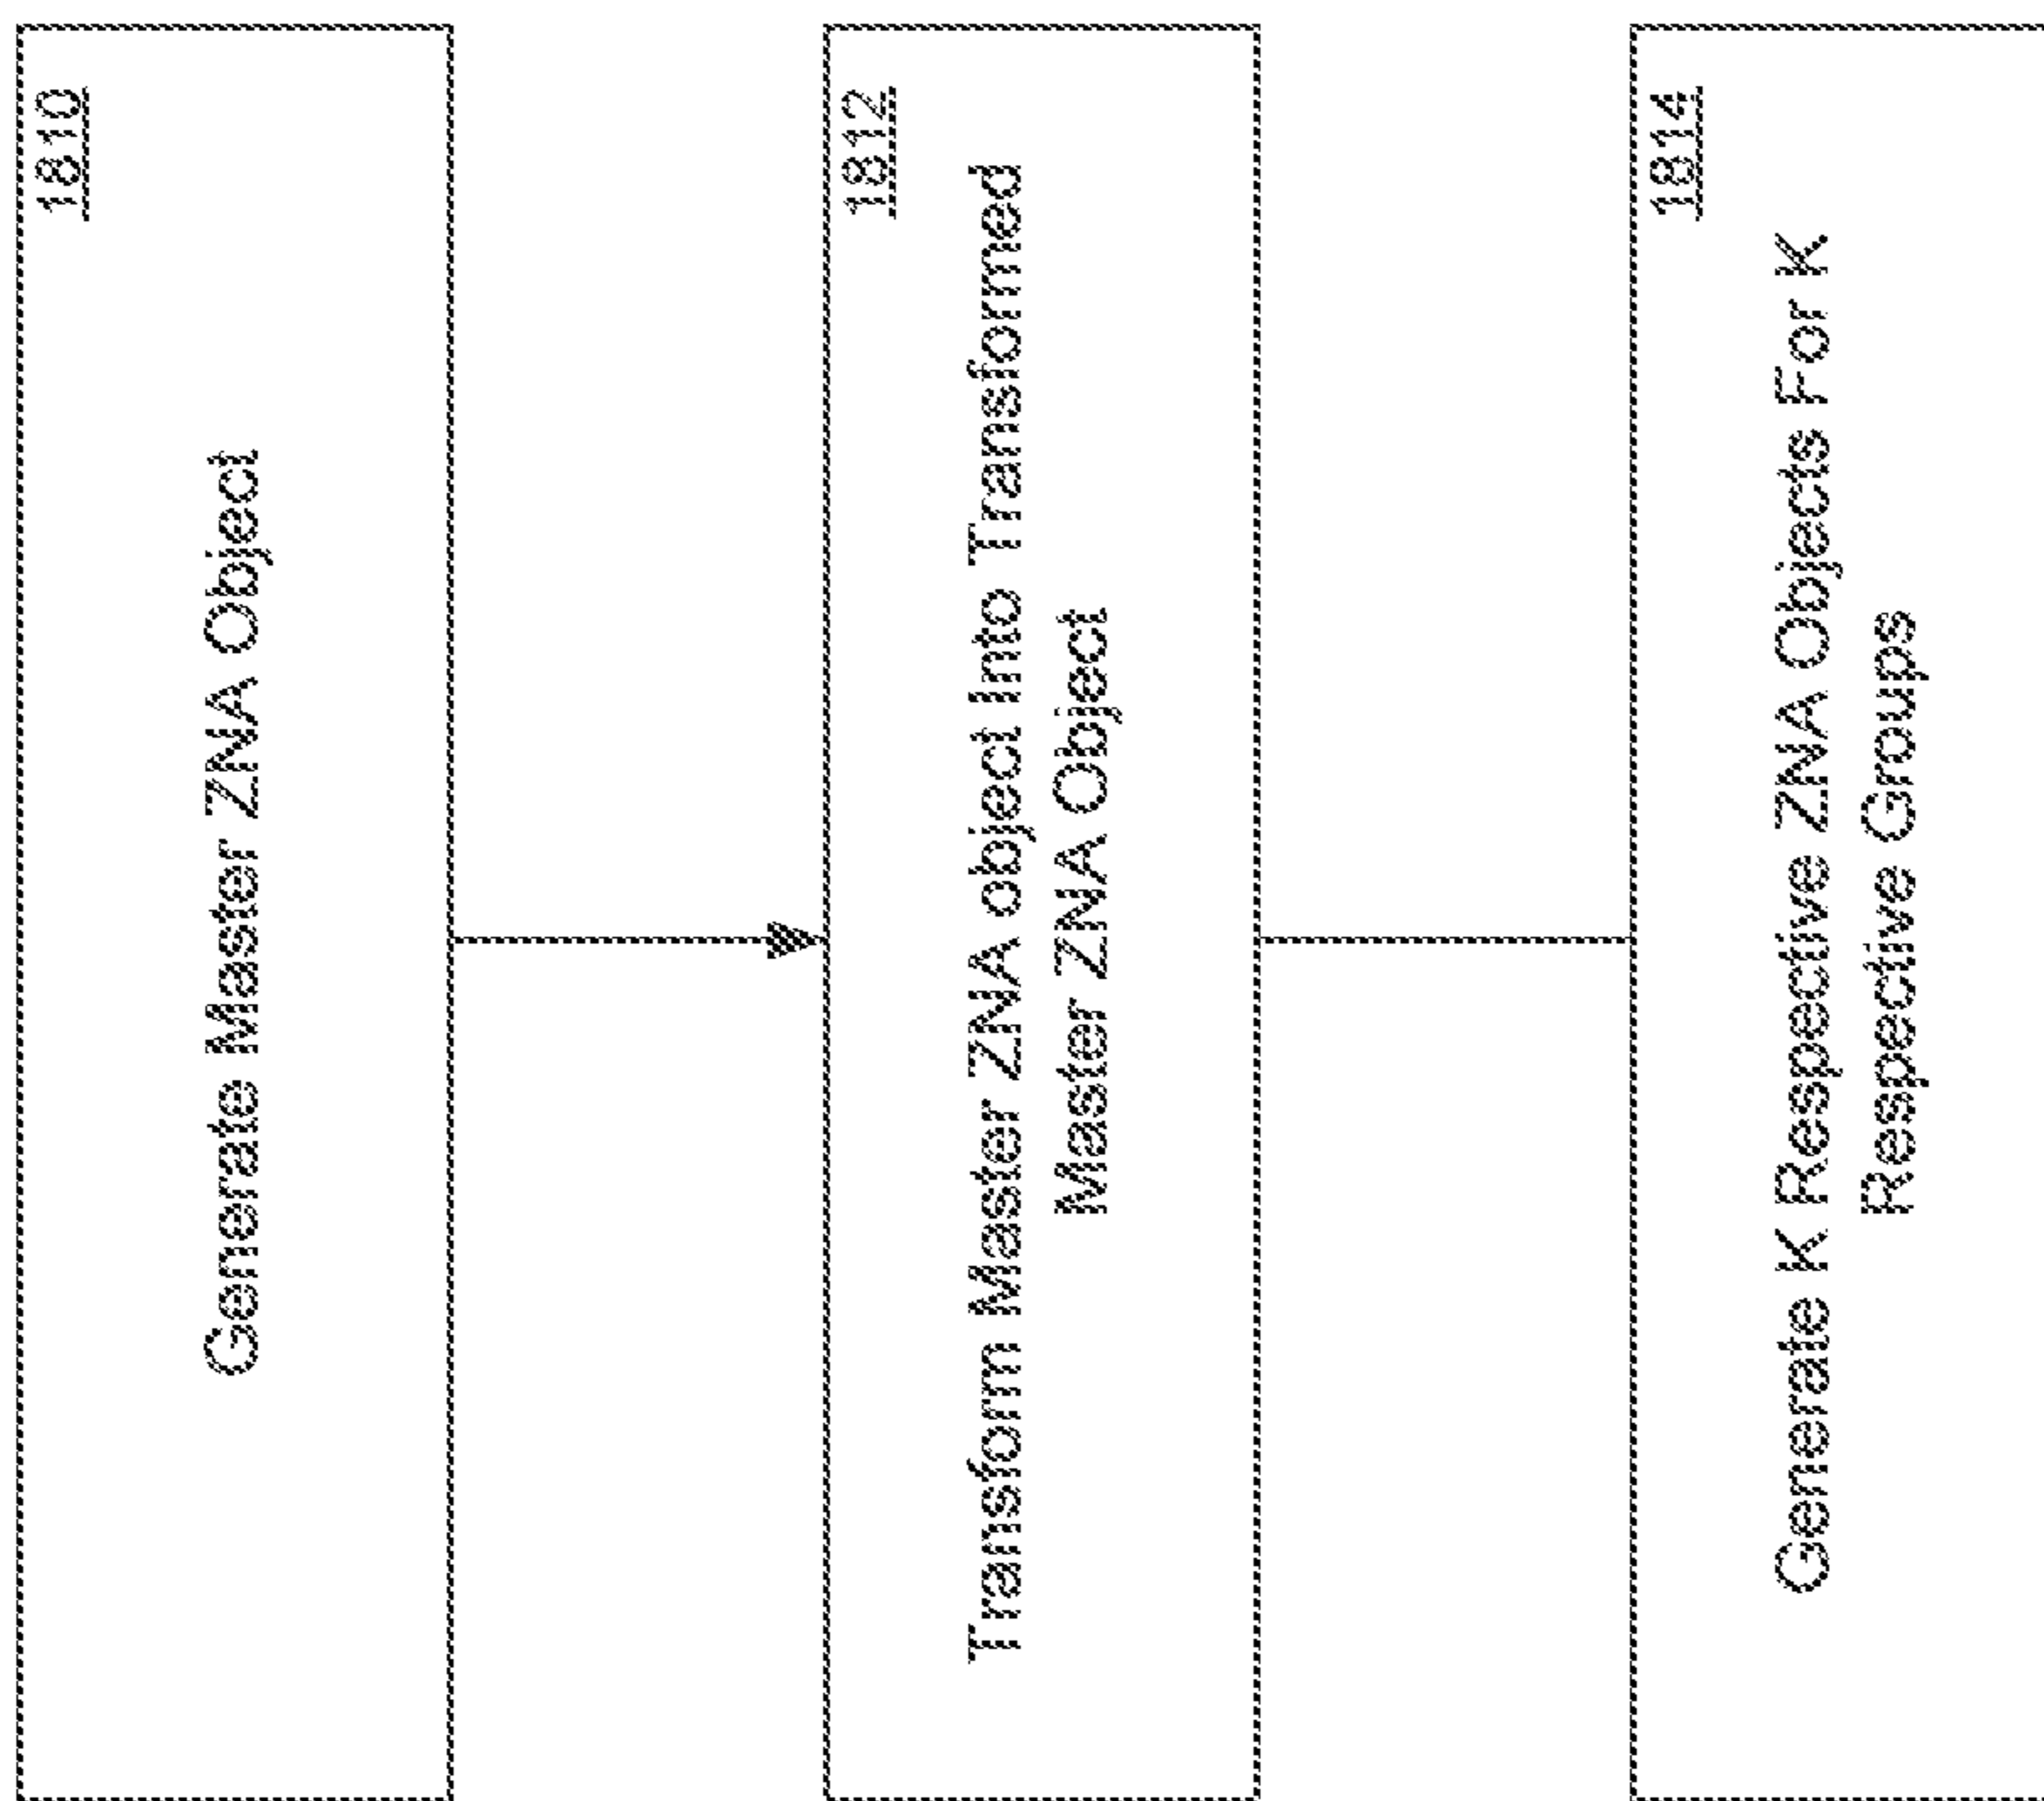 1810
Generate Master ZNA Object
1812
Transform Master ZNA object Into Transformed
Master ZNA Object
1814
Generate K Respective ZNA Objects For K
Respective Groups